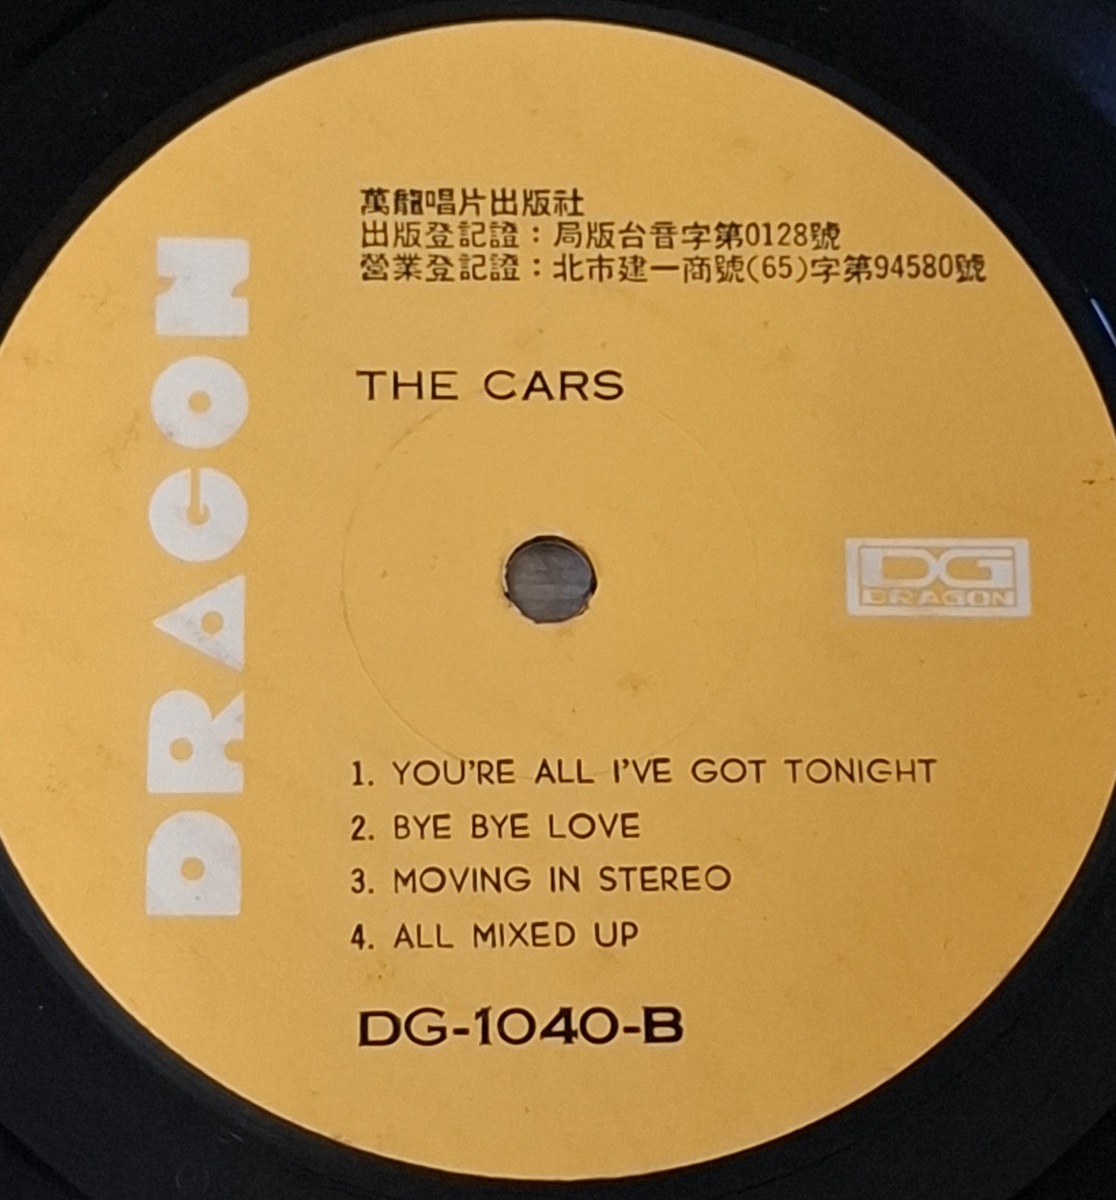 萬龍唱片出版社
出版登記證：局版台音字第0128號
營業登記證：北市建一商號(65)字第94580號
DRAGON
THE CARS
DG
DRAGON
1. YOU'RE ALL I'VE GOT TONIGHT
2. BYE BYE LOVE
3. MOVING IN STEREO
4. ALL MIXED UP
DG-1040-B